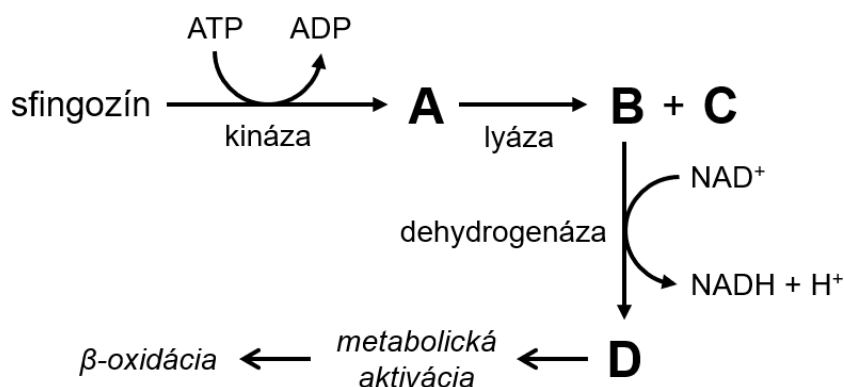 ATP ADP
sfingozín A B + C
kináza lyáza
NAD⁺
dehydrogenáza
NADH + H⁺
β-oxidácia metabolická aktivácia D